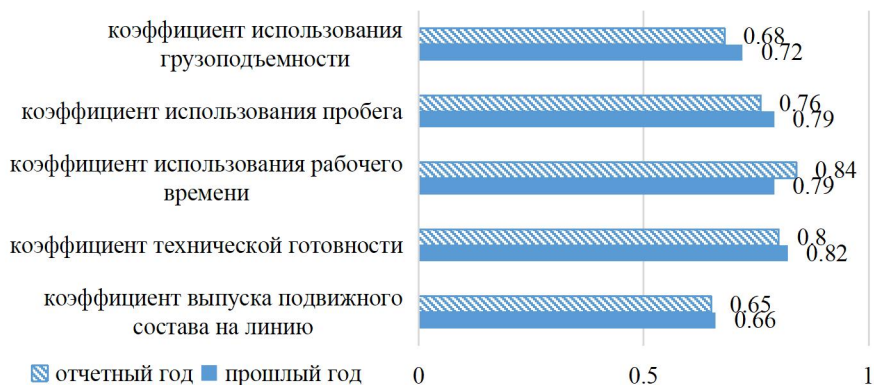 коэффициент использования
грузоподъемности
0.68
0.72
коэффициент использования пробега
0.76
0.79
коэффициент использования рабочего
времени
0.84
0.79
коэффициент технической готовности
0.8
0.82
коэффициент выпуска подвижного
состава на линию
0.65
0.66
отчетный год прошлый год
0 0.5 1